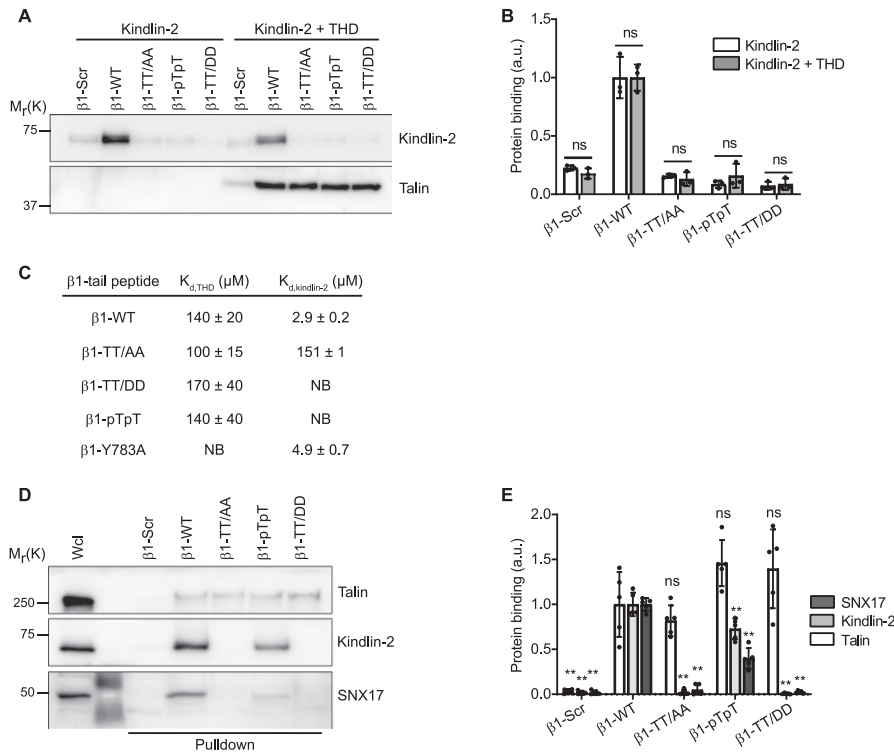 A
Kindlin-2
Kindlin-2 + THD
β1-Scr
β1-WT
β1-TT/AA
β1-pTpT
β1-TT/DD
β1-Scr
β1-WT
β1-TT/AA
β1-pTpT
β1-TT/DD
Mr(K)
75
Kindlin-2
Talin
37
B
Protein binding (a.u.)
1.5
1.0
0.5
0.0
ns
ns
ns
ns
ns
Kindlin-2
Kindlin-2 + THD
β1-Scr
β1-WT
β1-TT/AA
β1-pTpT
β1-TT/DD
C
β1-tail peptide Kd,THD (μM) Kd,kindlin-2 (μM)
β1-WT 140 ± 20 2.9 ± 0.2
β1-TT/AA 100 ± 15 151 ± 1
β1-TT/DD 170 ± 40 NB
β1-pTpT 140 ± 40 NB
β1-Y783A NB 4.9 ± 0.7
D
Mr(K)
Wcl
β1-Scr
β1-WT
β1-TT/AA
β1-pTpT
β1-TT/DD
250
Talin
75
Kindlin-2
50
SNX17
Pulldown
E
Protein binding (a.u.)
2.0
1.5
1.0
0.5
0.0
** ** **
ns
** **
ns
** **
ns
** **
SNX17
Kindlin-2
Talin
β1-Scr
β1-WT
β1-TT/AA
β1-pTpT
β1-TT/DD